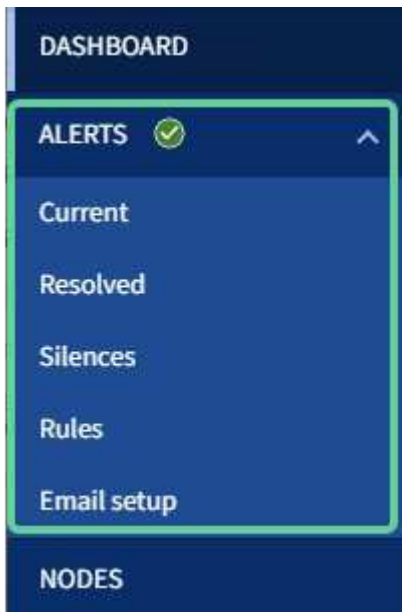 DASHBOARD
ALERTS
Current
Resolved
Silences
Rules
Email setup
NODES